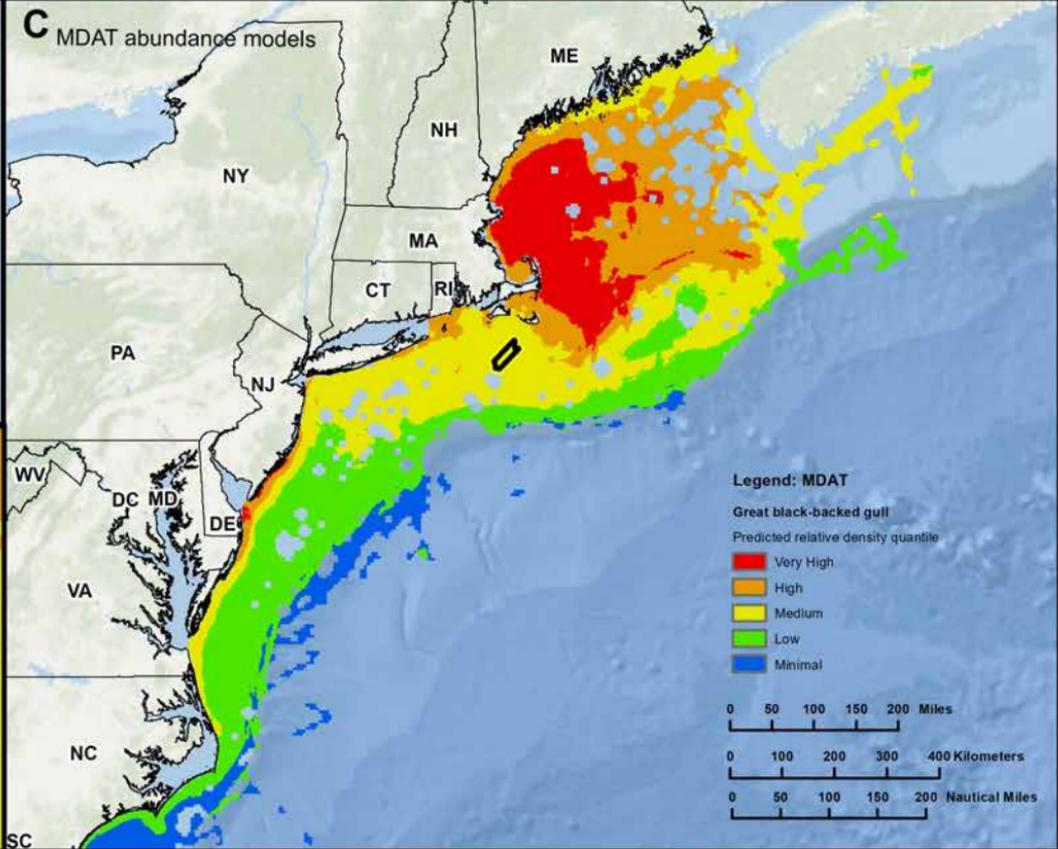 C MDAT abundance models
ME
NH
NY
MA
CT
RI
PA
NJ
WV
DC
MD
DE
VA
NC
SC
Legend: MDAT
Great black-backed gull
Predicted relative density quantile
Very High
High
Medium
Low
Minimal
0 50 100 150 200 Miles
0 100 200 300 400 Kilometers
0 50 100 150 200 Nautical Miles